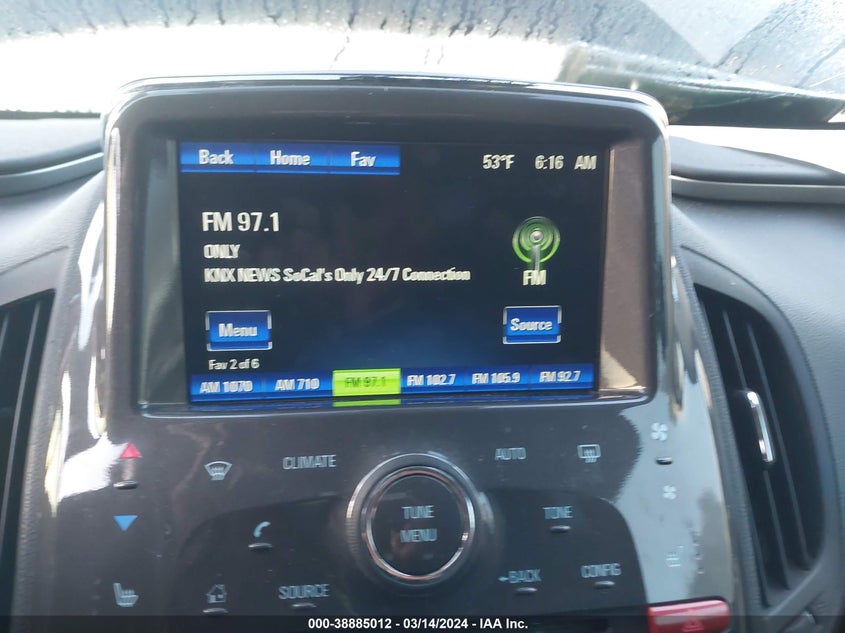 Back Home Fav 53°F 6:16 AM
FM 97.1
ONLY
KNX NEWS SoCal's Only 24/7 Connection
FM
Menu Source
Fav 2 of 6
AM 1070 AM 710 FM 97.1 FM 102.7 FM 105.9 FM 92.7
CLIMATE AUTO
TUNE TONE
MENU
SOURCE ←BACK CONFIG
000-38885012 - 03/14/2024 - IAA Inc.